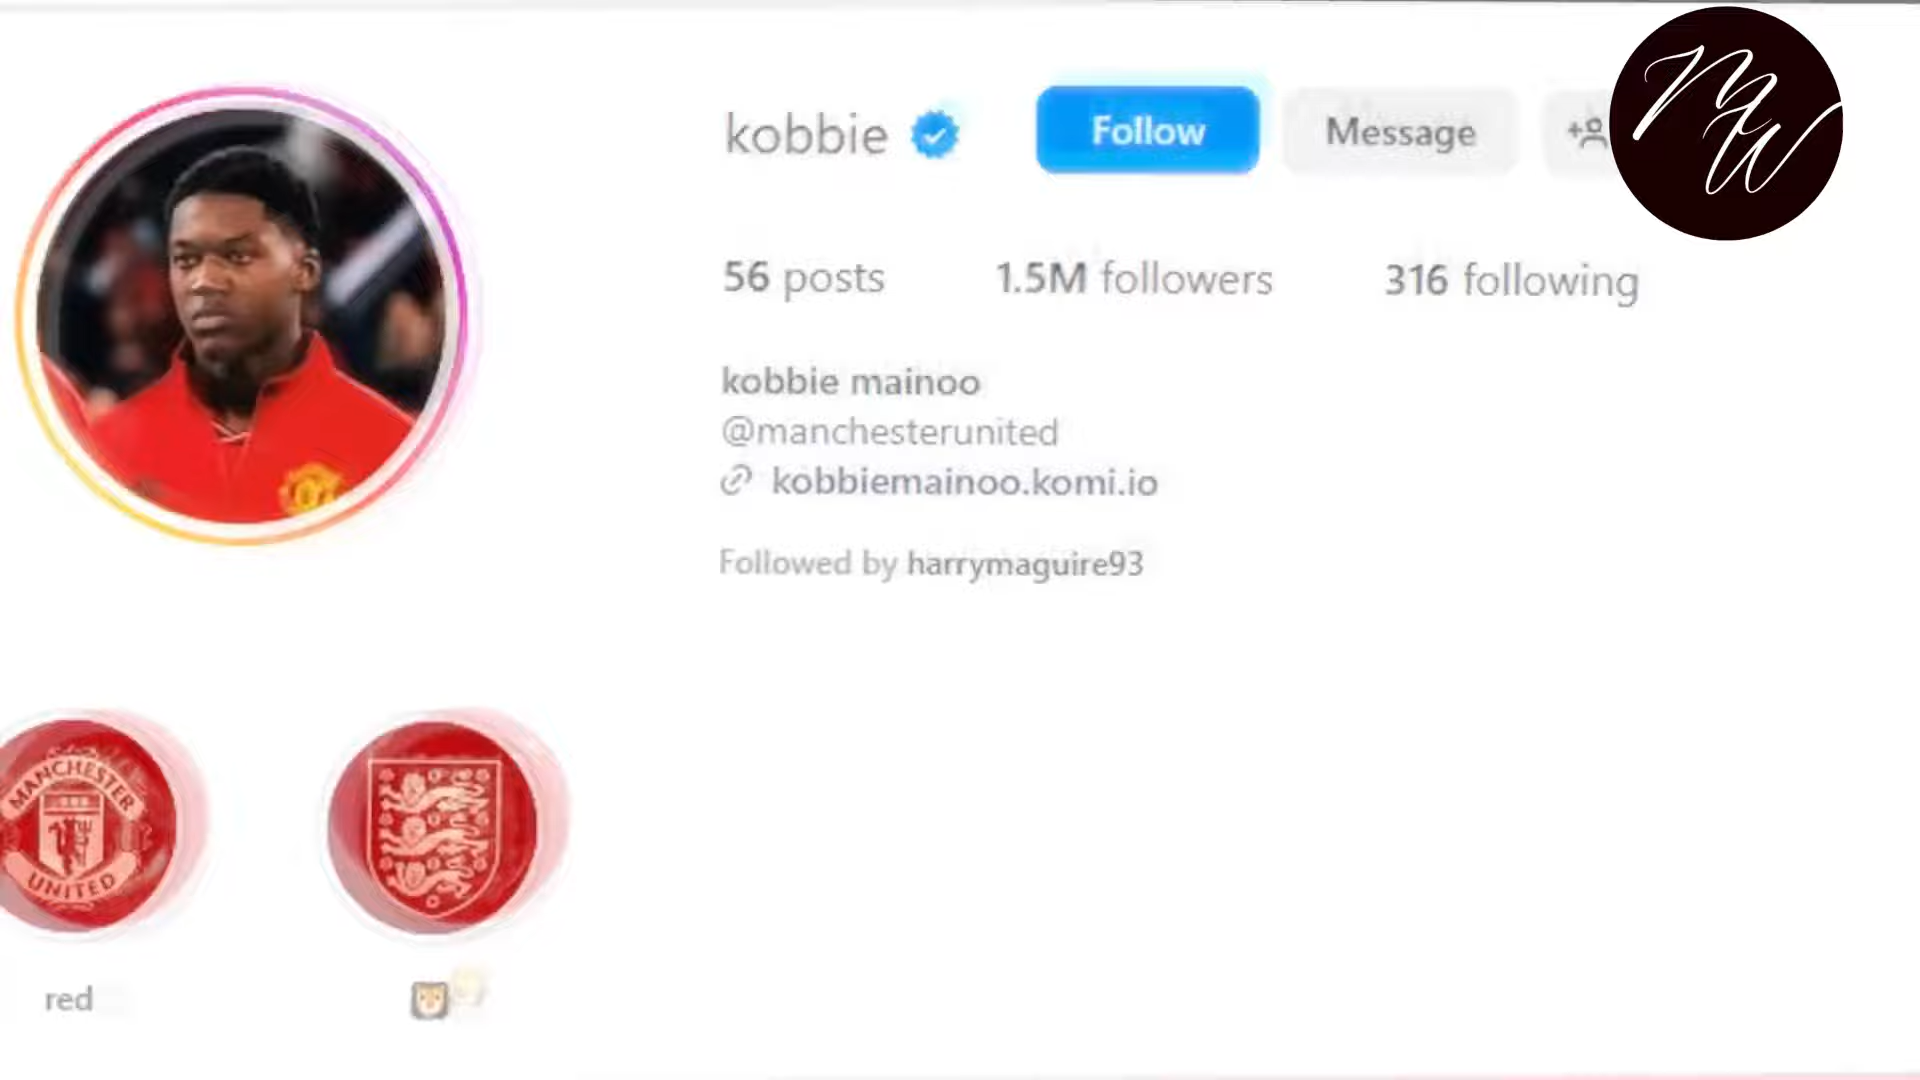 kobbie
Follow
Message
56 posts
1.5M followers
316 following
kobbie mainoo
@manchesterunited
kobbiemainoo.komi.io
Followed by harrymaguire93
MANCHESTER
UNITED
red
MW